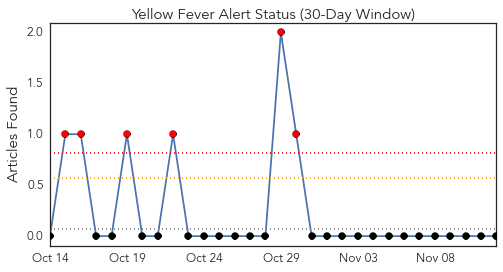 Yellow Fever Alert Status (30-Day Window)
Articles Found
2.0
1.5
1.0
0.5
0.0
Oct 14 Oct 19 Oct 24 Oct 29 Nov 03 Nov 08